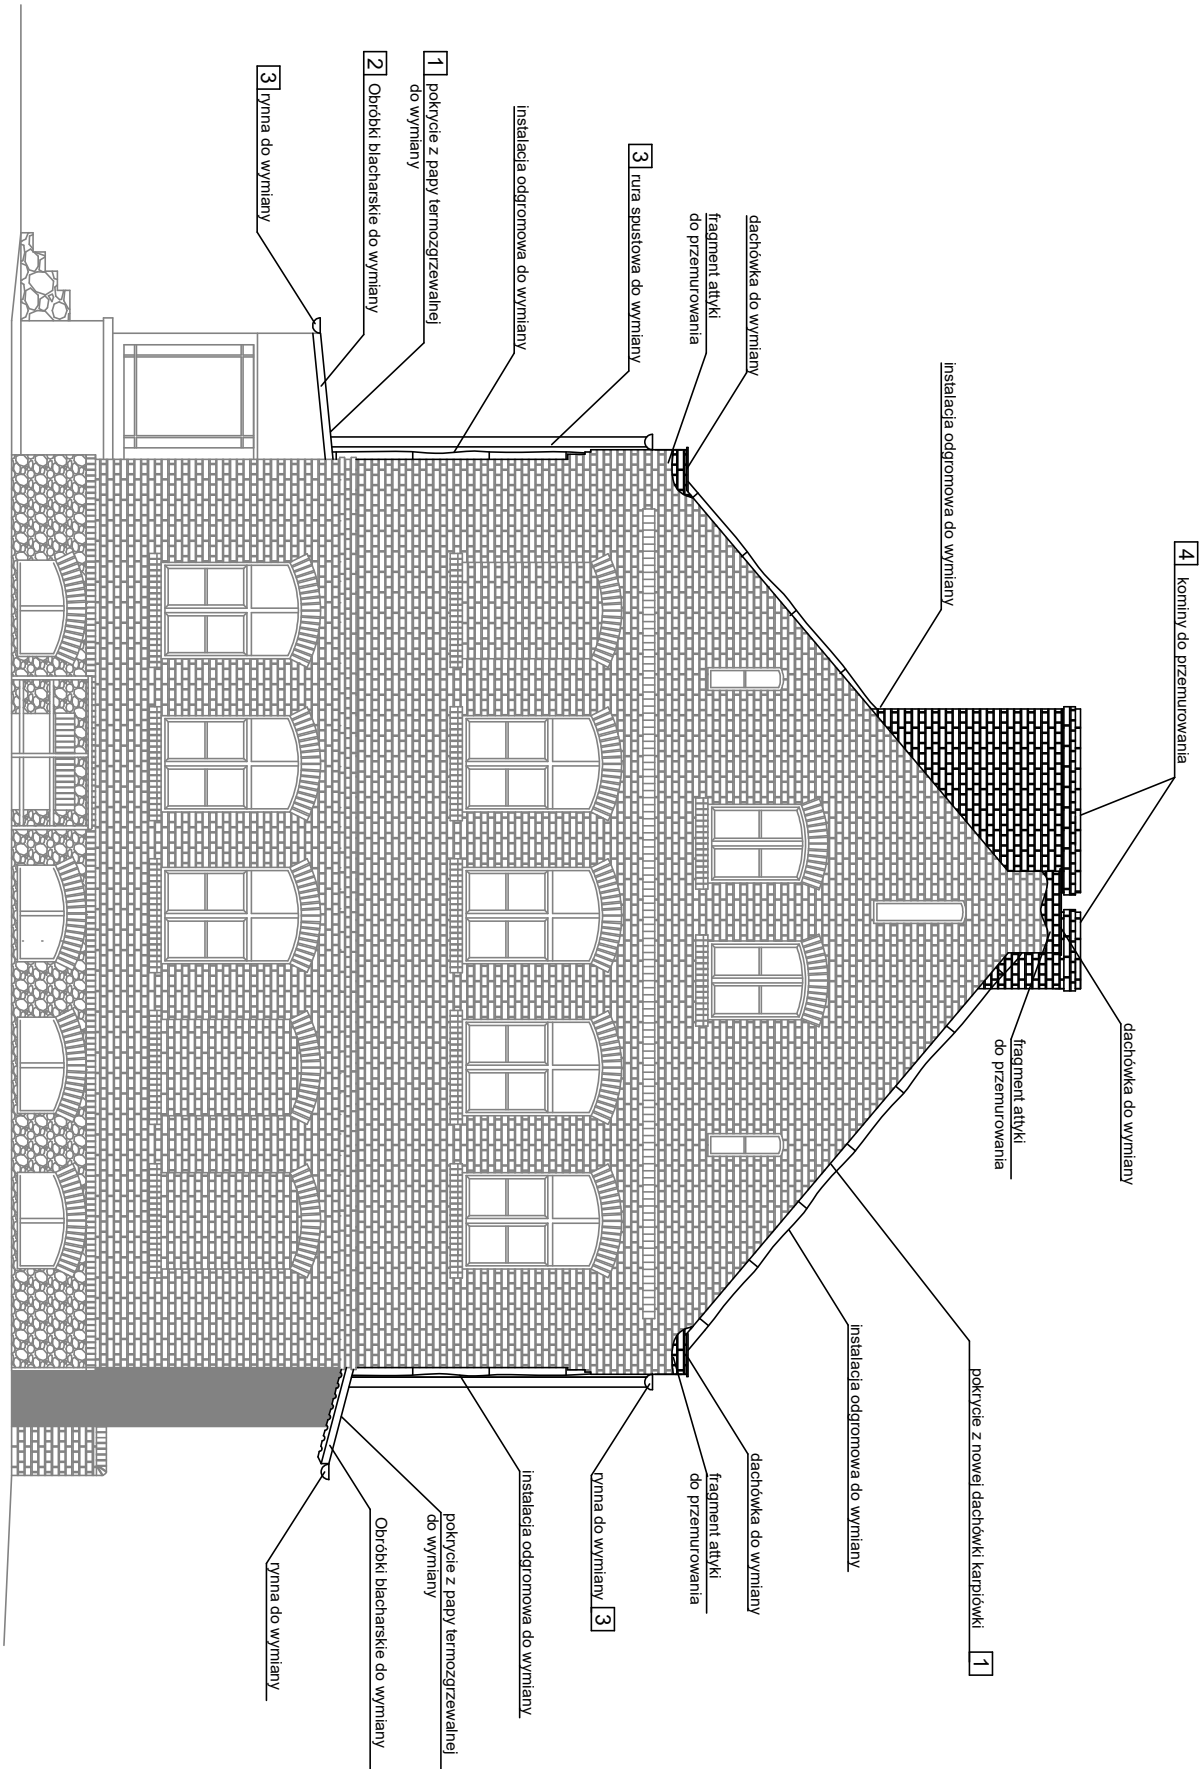 4 kominy do przemurowania
instalacja odgromowa do wymiany
dachówka do wymiany
fragment attyki
do przemurowania
3 rura spustowa do wymiany
instalacja odgromowa do wymiany
1 pokrycie z papy termozgrzewalnej
do wymiany
2 Obróbki blacharskie do wymiany
3 rynna do wymiany
dachówka do wymiany
fragment attyki
do przemurowania
pokrycie z nowej dachówki karpiówki 1
instalacja odgromowa do wymiany
dachówka do wymiany
fragment attyki
do przemurowania
rynna do wymiany 3
instalacja odgromowa do wymiany
pokrycie z papy termozgrzewalnej
do wymiany
Obróbki blacharskie do wymiany
rynna do wymiany